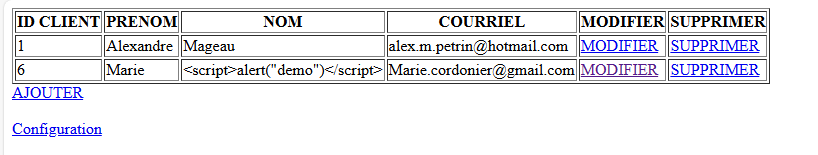 ID CLIENT PRENOM NOM COURRIEL MODIFIER SUPPRIMER
1 Alexandre Mageau alex.m.petrin@hotmail.com MODIFIER SUPPRIMER
6 Marie <script>alert("demo")</script> Marie.cordonier@gmail.com MODIFIER SUPPRIMER
AJOUTER
Configuration